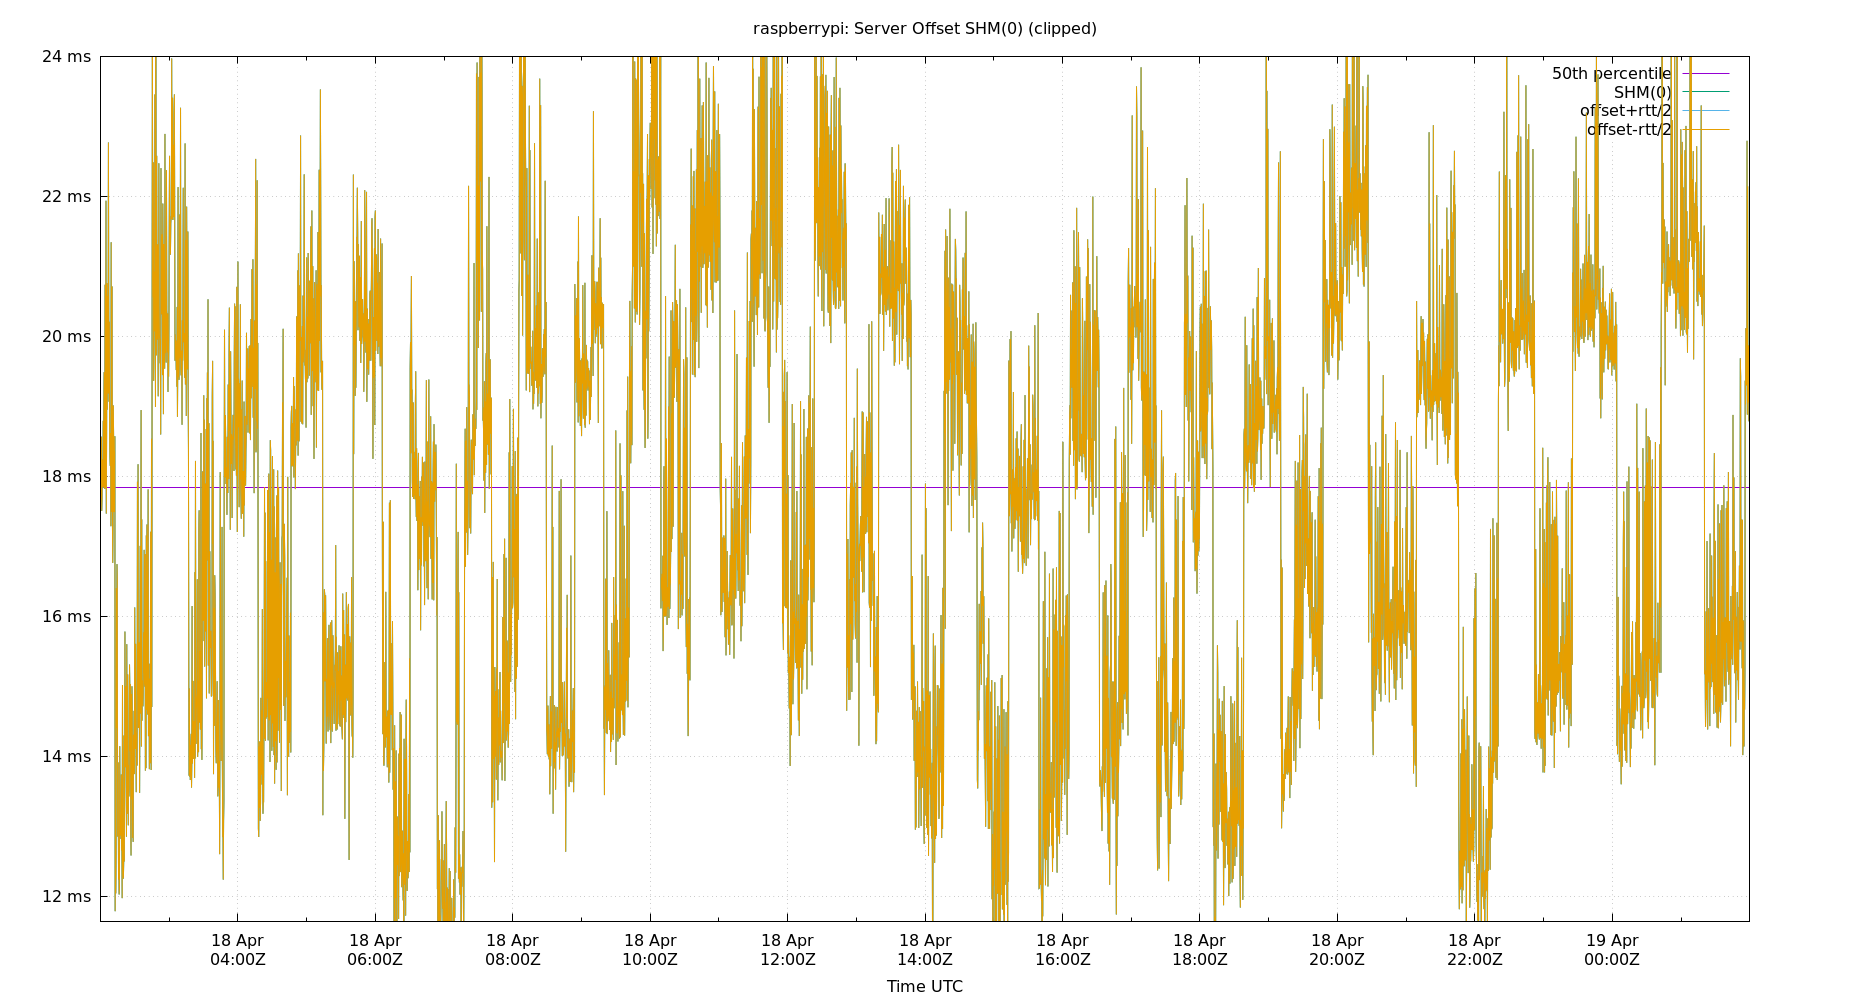 raspberrypi: Server Offset SHM(0) (clipped)
24 ms
22 ms
20 ms
18 ms
16 ms
14 ms
12 ms
50th percentile
SHM(0)
offset+rtt/2
offset-rtt/2
18 Apr
04:00Z
18 Apr
06:00Z
18 Apr
08:00Z
18 Apr
10:00Z
18 Apr
12:00Z
18 Apr
14:00Z
18 Apr
16:00Z
18 Apr
18:00Z
18 Apr
20:00Z
18 Apr
22:00Z
19 Apr
00:00Z
Time UTC